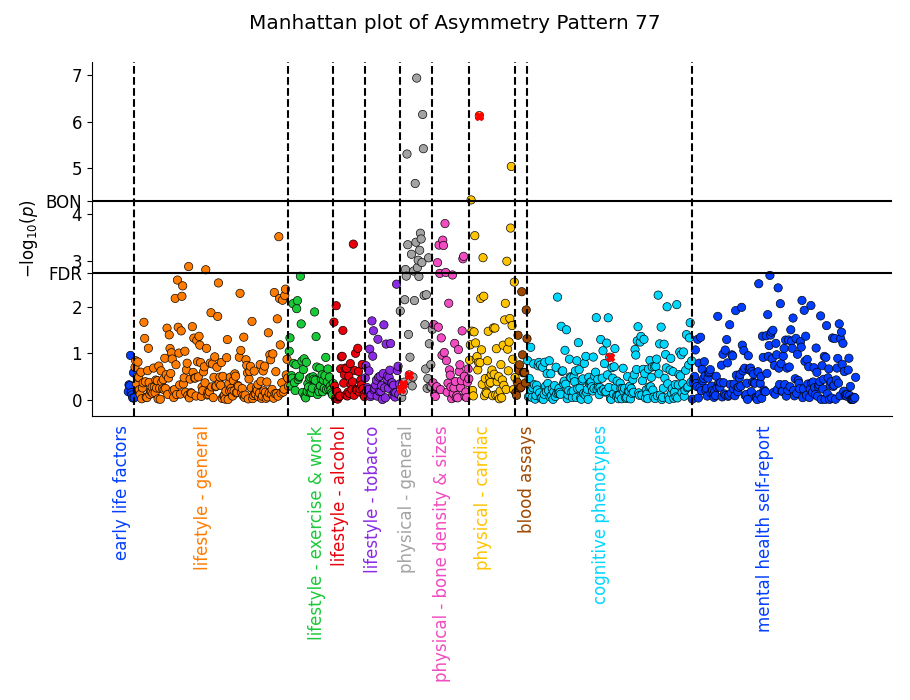 Manhattan plot of Asymmetry Pattern 77
−log₁₀(p)
7
6
5
BON
4
3
FDR
2
1
0
early life factors
lifestyle - general
lifestyle - exercise & work
lifestyle - alcohol
lifestyle - tobacco
physical - general
physical - bone density & sizes
physical - cardiac
blood assays
cognitive phenotypes
mental health self-report